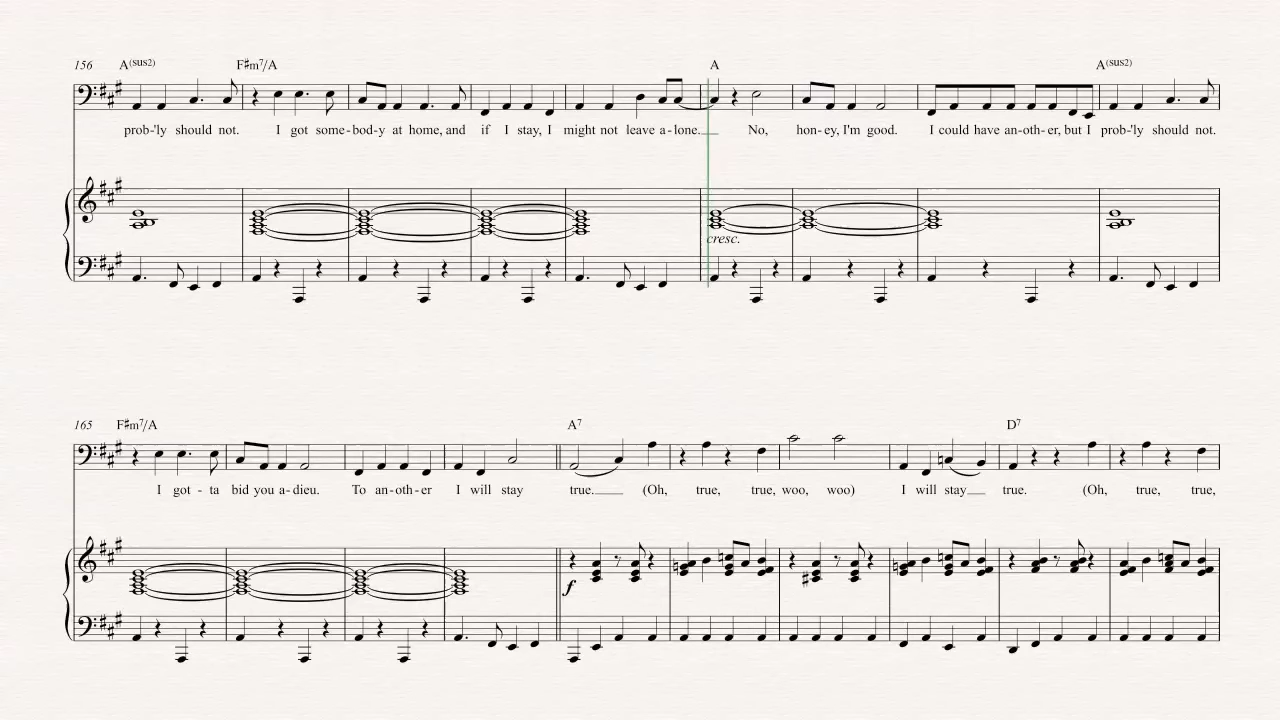 156 A(sus2) F♯m7/A A A(sus2)
prob-'ly should not. I got some-bod-y at home, and if I stay, I might not leave a-lone. No, hon-ey, I'm good. I could have an-oth-er, but I prob-'ly should not.
cresc.
165 F♯m7/A A7 D7
I got-ta bid you a-dieu. To an-oth-er I will stay true. (Oh, true, true, woo, woo) I will stay true. (Oh, true, true,
f